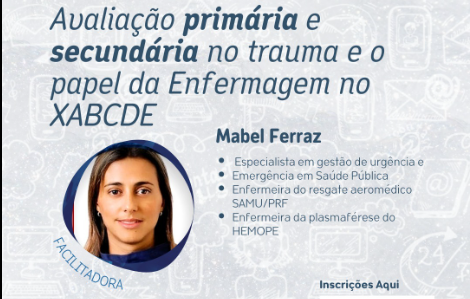 Avaliação primária e
secundária no trauma e o
papel da Enfermagem no
XABCDE
Mabel Ferraz
• Especialista em gestão de urgência e
• Emergência em Saúde Pública
• Enfermeira do resgate aeromédico
SAMU/PRF
• Enfermeira da plasmaférese do
HEMOPE
FACILITADORA
Inscrições Aqui